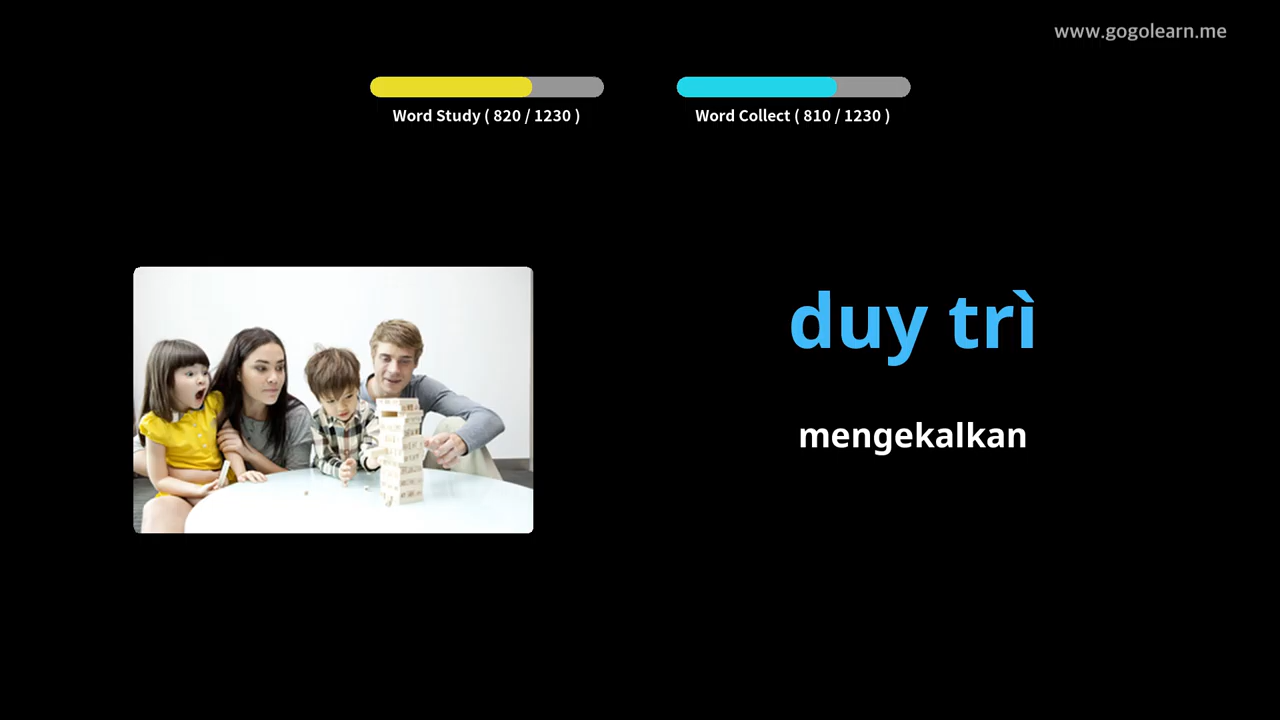 www.gogolearn.me
Word Study ( 820 / 1230 )
Word Collect ( 810 / 1230 )
duy trì
mengekalkan